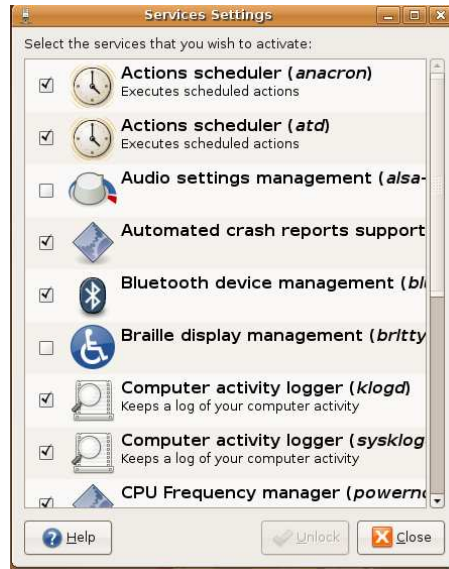 Services Settings
Select the services that you wish to activate:
Actions scheduler (anacron)
Executes scheduled actions
Actions scheduler (atd)
Executes scheduled actions
Audio settings management (alsa-
Automated crash reports support
Bluetooth device management (bl
Braille display management (britty
Computer activity logger (klogd)
Keeps a log of your computer activity
Computer activity logger (sysklog
Keeps a log of your computer activity
CPU Frequency manager (powern
Help
Unlock
Close